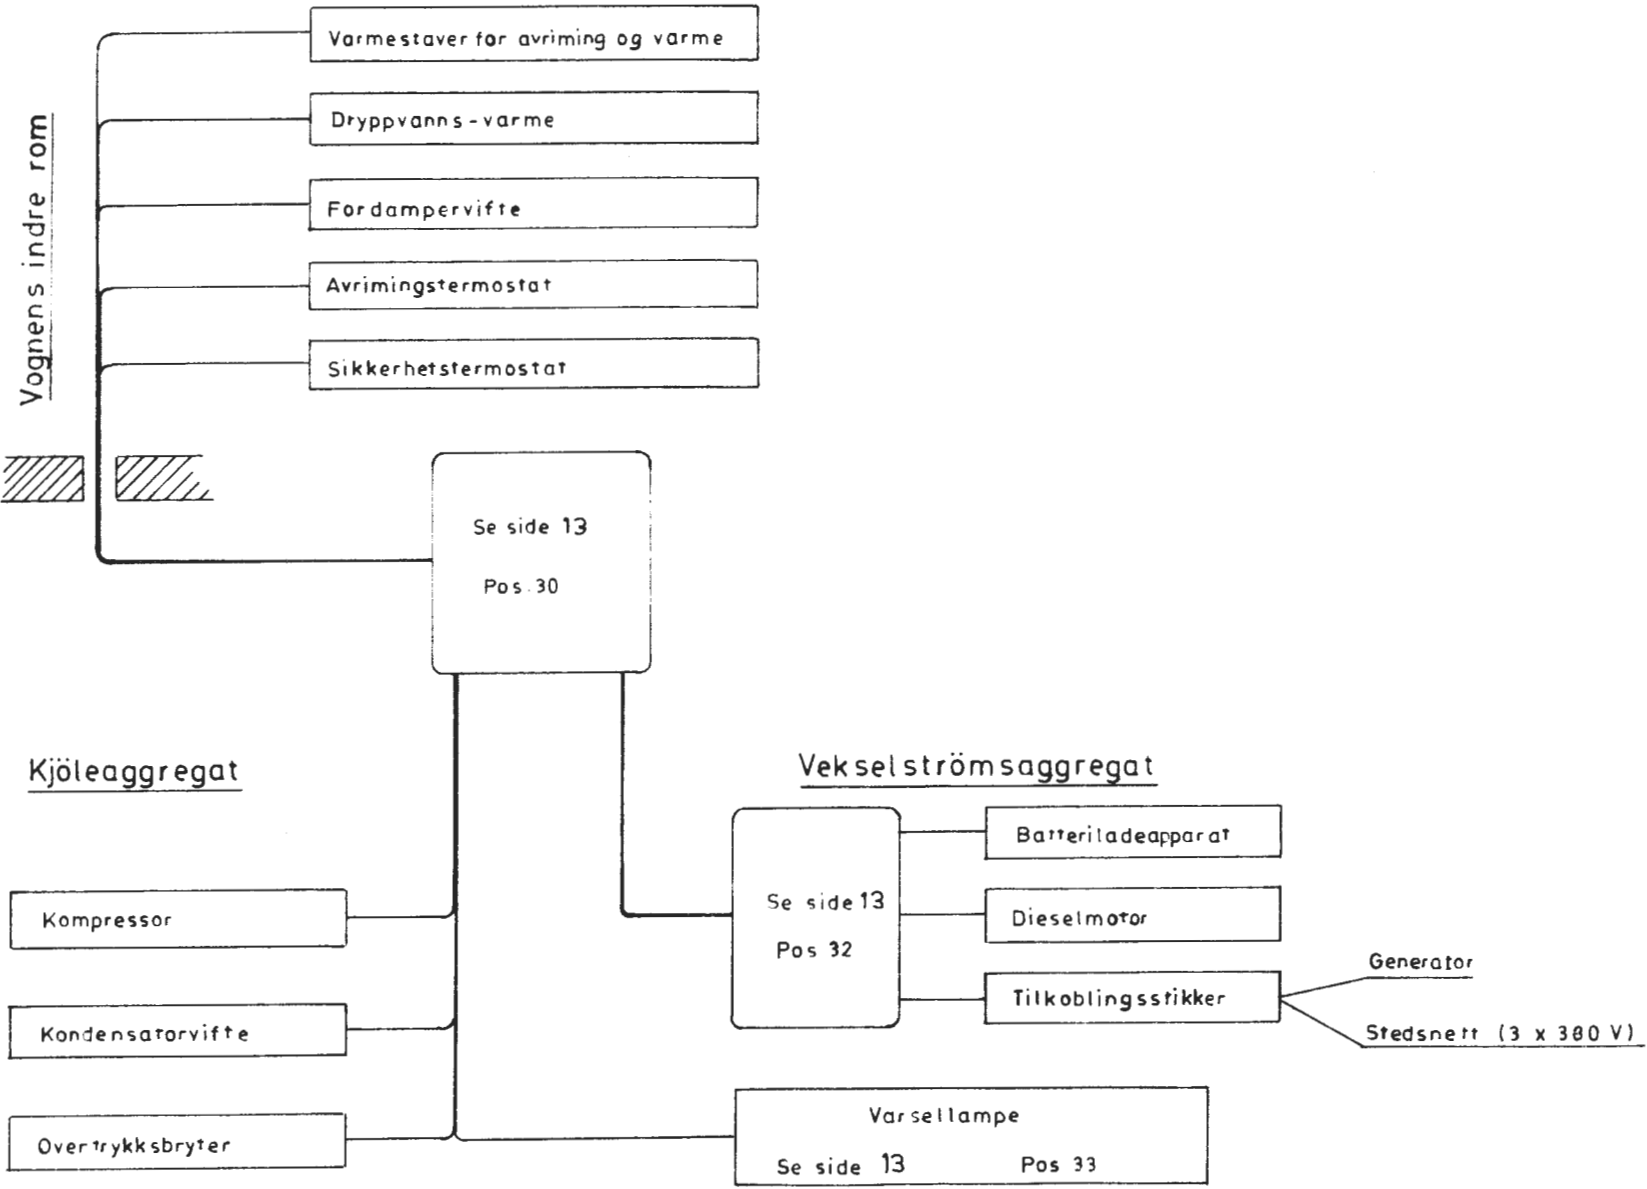 Varmestaver for avriming og varme
Dryppvanns-varme
Fordampervifte
Avrimingstermostat
Sikkerhetstermostat
Vognens indre rom
Se side 13
Pos. 30
Kjöleaggregat
Kompressor
Kondensatorvifte
Overtrykksbryter
Vekselströmsaggregat
Se side 13
Pos 32
Batteriladeapparat
Dieselmotor
Tilkoblingsstikker
Generator
Stedsnett (3 x 380 V)
Varsellampe
Se side 13 Pos 33